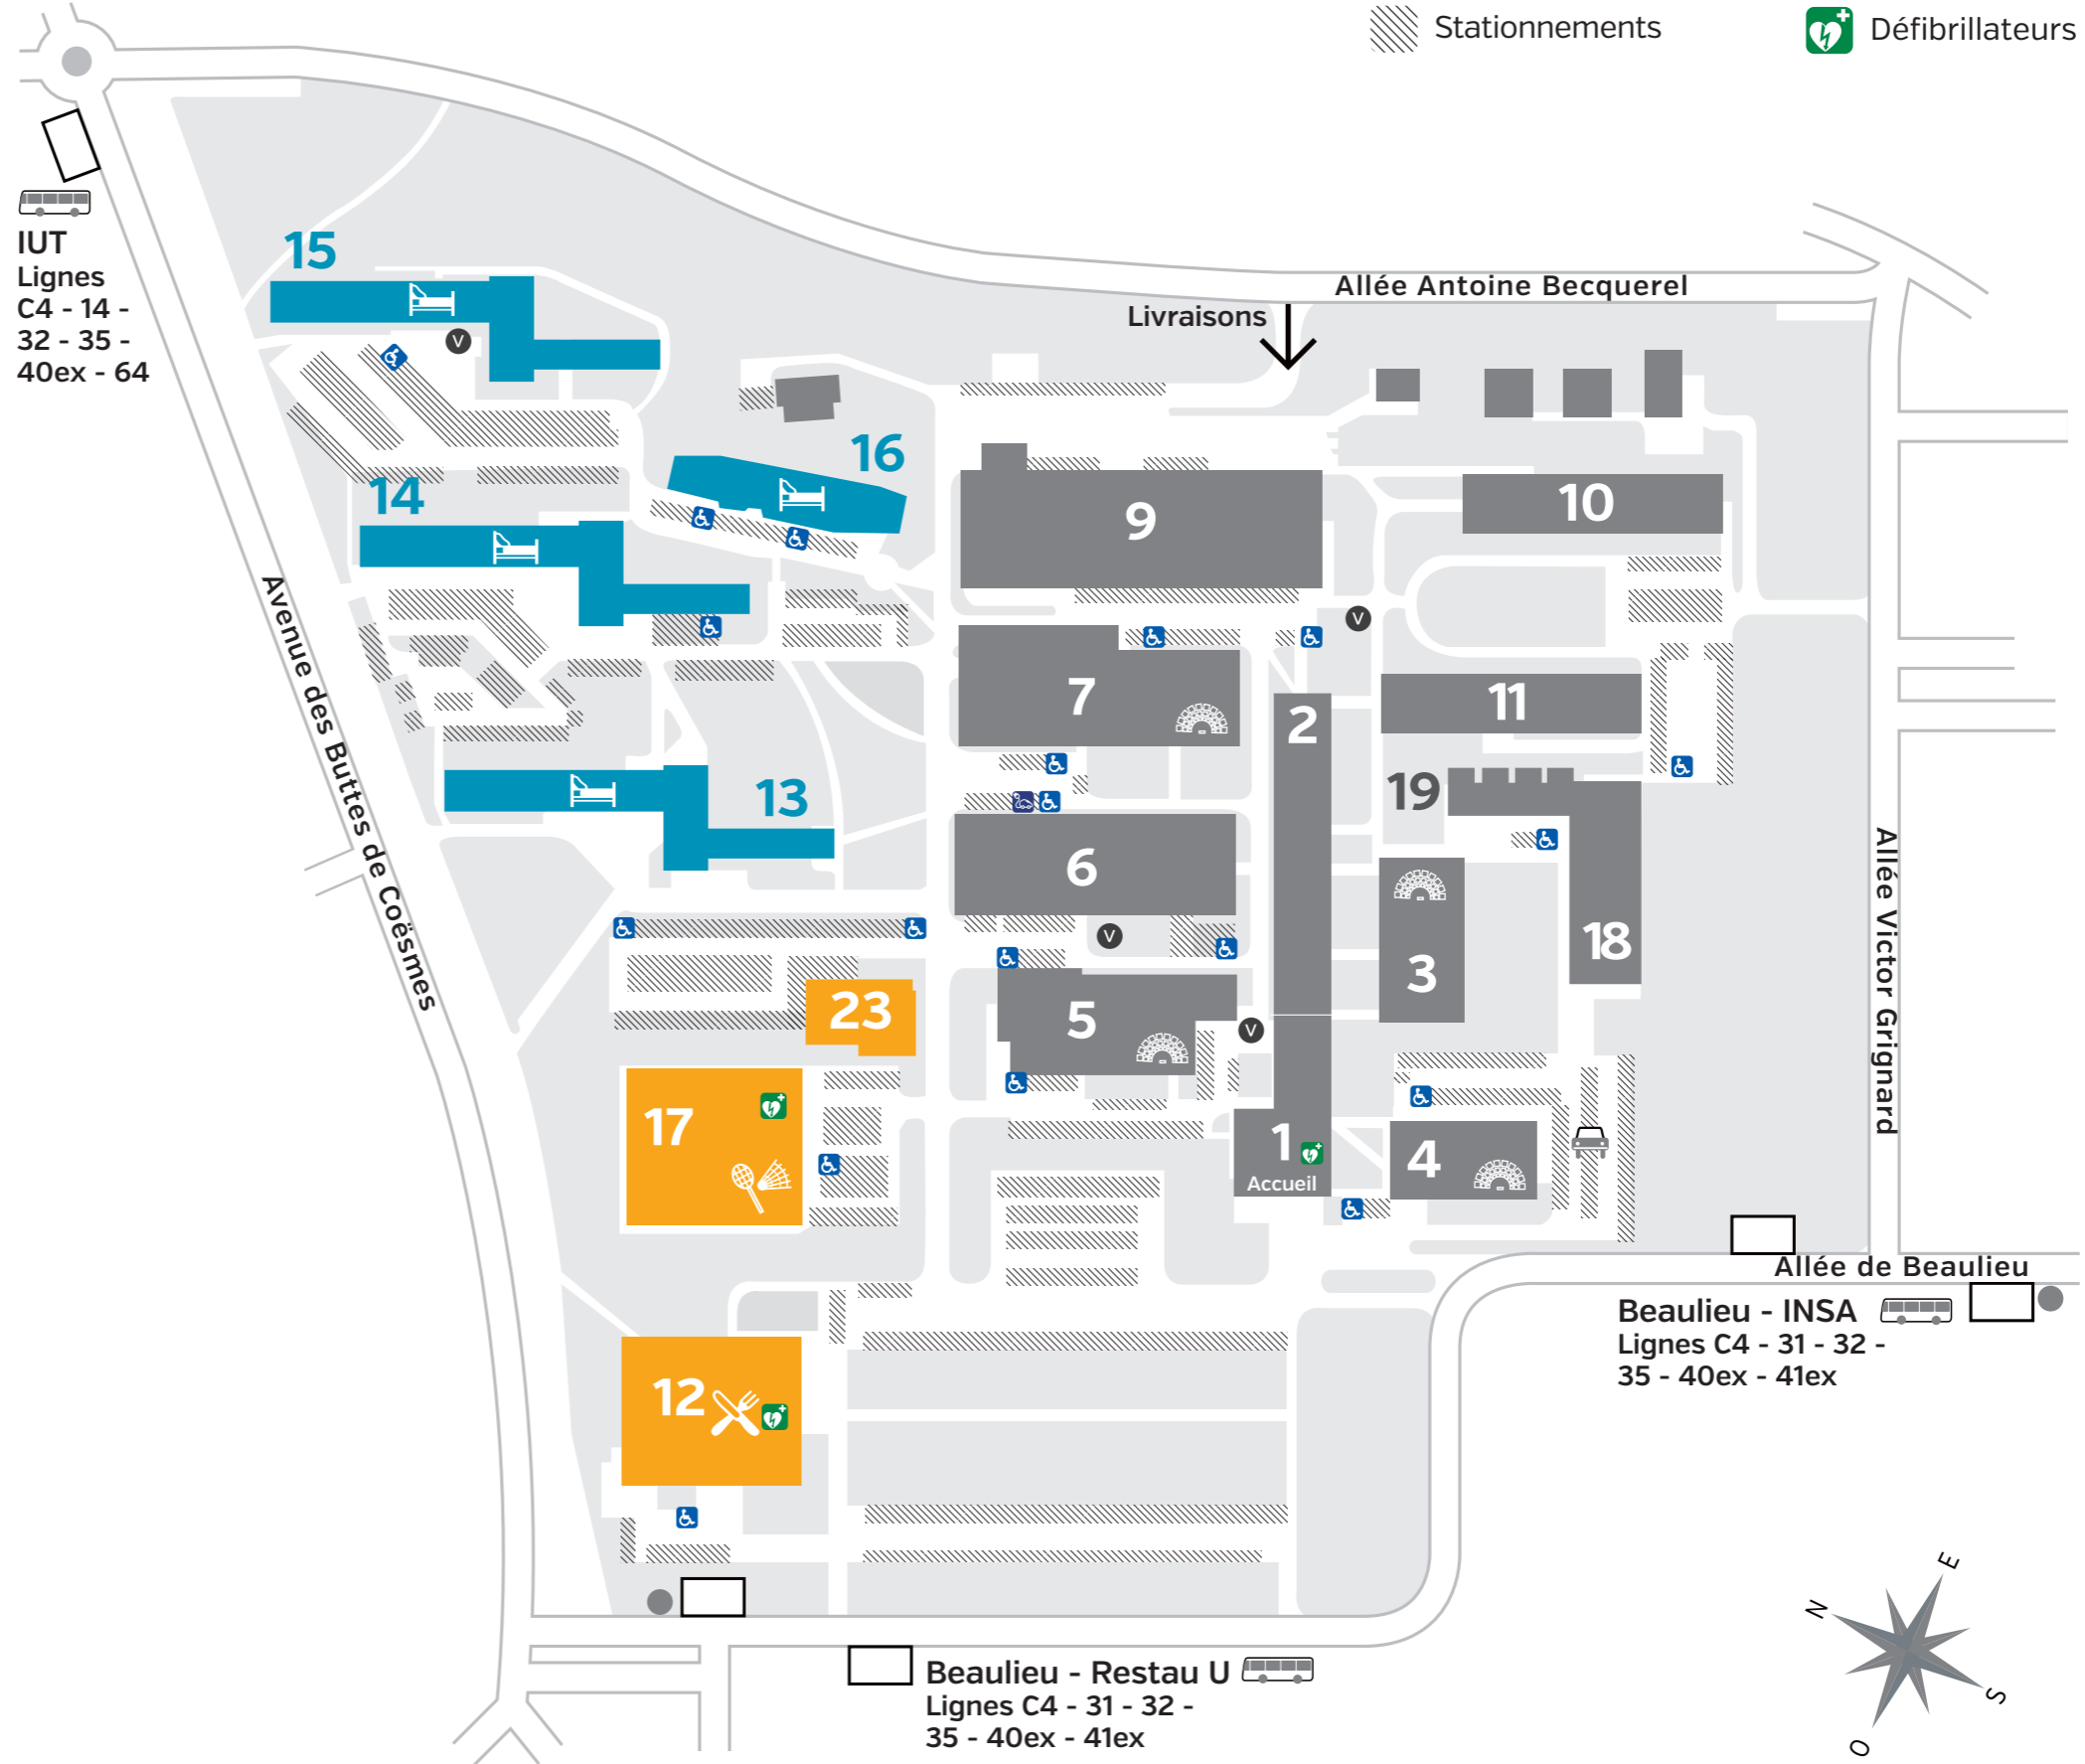 Stationnements
Défibrillateurs
IUT
Lignes
C4 - 14 -
32 - 35 -
40ex - 64
Allée Antoine Becquerel
Livraisons
15
V
16
14
9
10
Avenue des Buttes de Coësmes
V
7
2
11
13
19
6
Allée Victor Grignard
V
18
3
23
5
V
17
1
Accueil
4
Allée de Beaulieu
Beaulieu - INSA
Lignes C4 - 31 - 32 -
35 - 40ex - 41ex
12
E
N
S
O
Beaulieu - Restau U
Lignes C4 - 31 - 32 -
35 - 40ex - 41ex